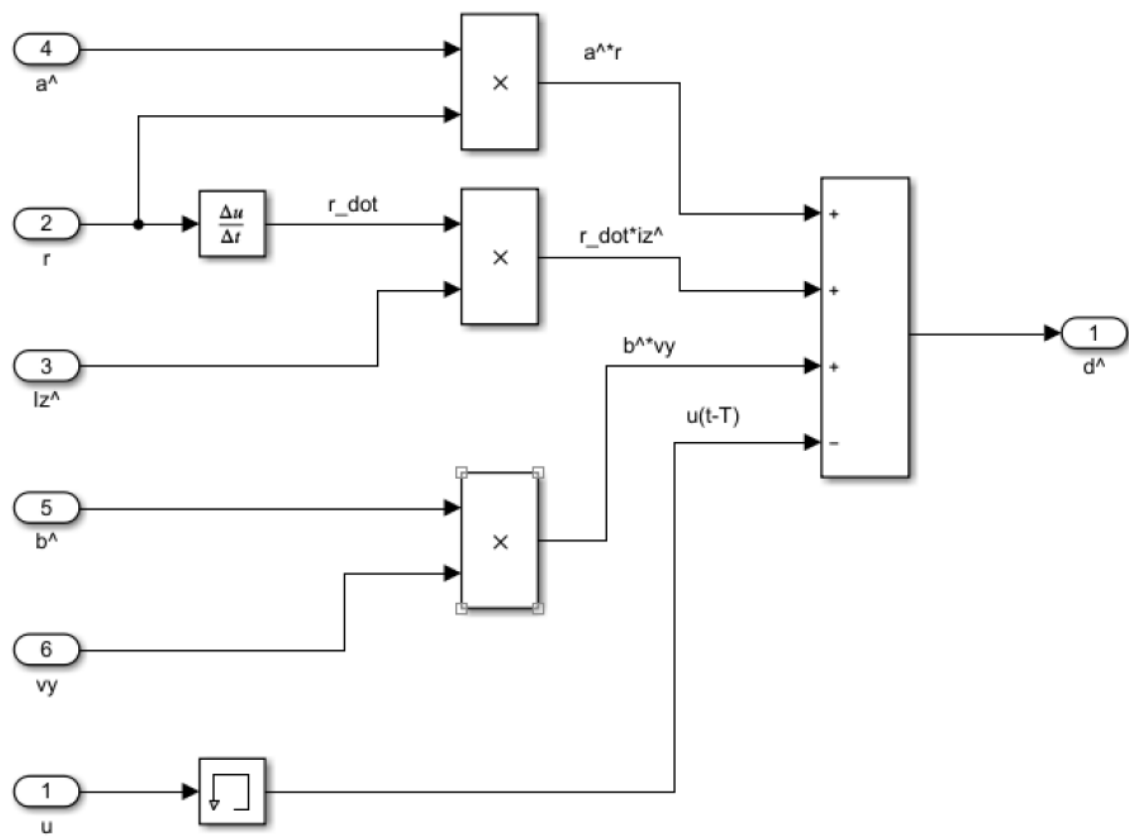 4
a^
×
a^*r
2
r
Δu
Δt
r_dot
×
r_dot*iz^
3
Iz^
+
+
+
−
1
d^
b^*vy
u(t-T)
5
b^
×
6
vy
1
u